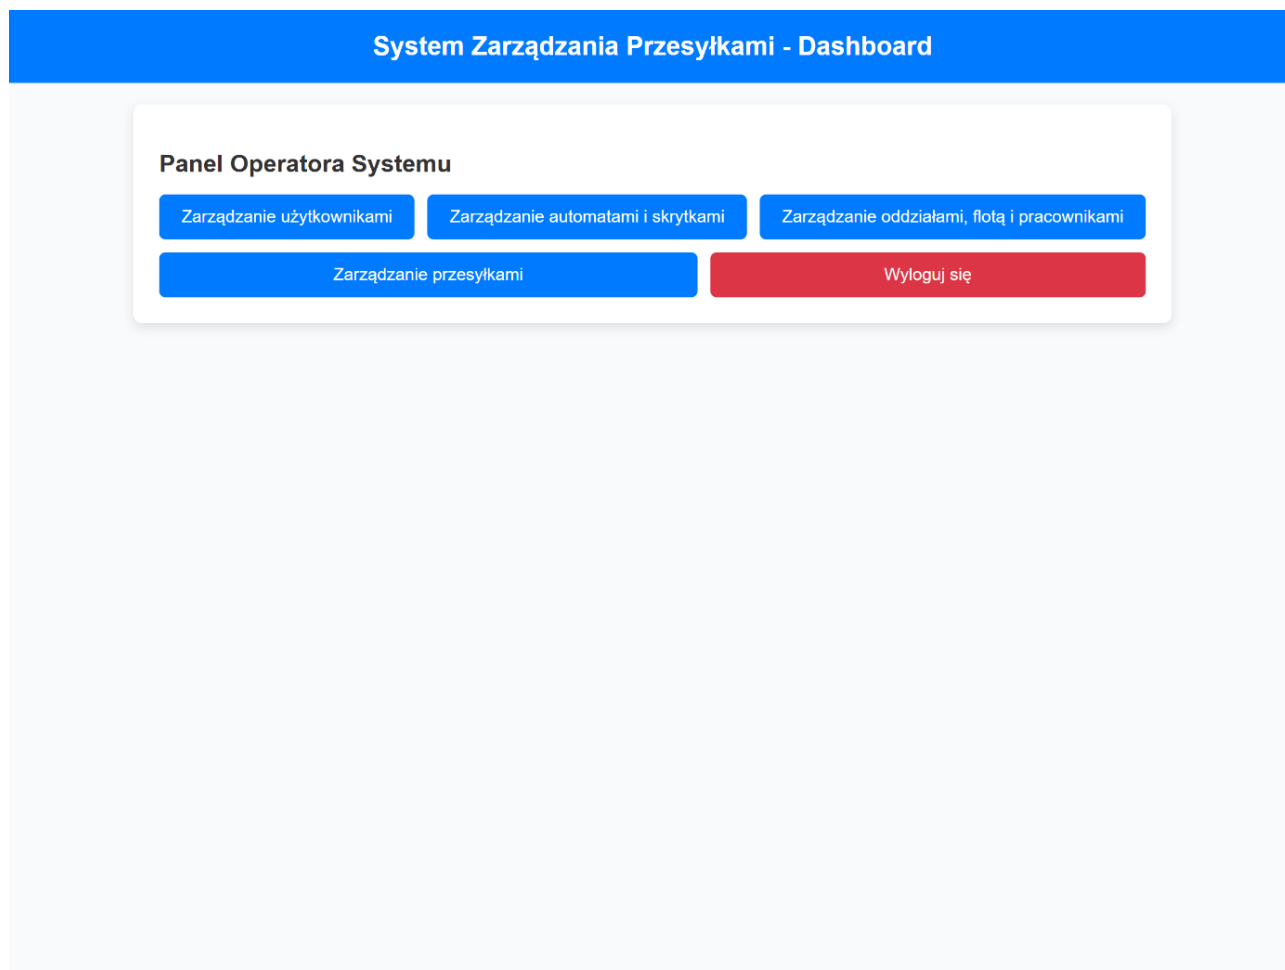 System Zarządzania Przesyłkami - Dashboard
Panel Operatora Systemu
Zarządzanie użytkownikami
Zarządzanie automatami i skrytkami
Zarządzanie oddziałami, flotą i pracownikami
Zarządzanie przesyłkami
Wyloguj się